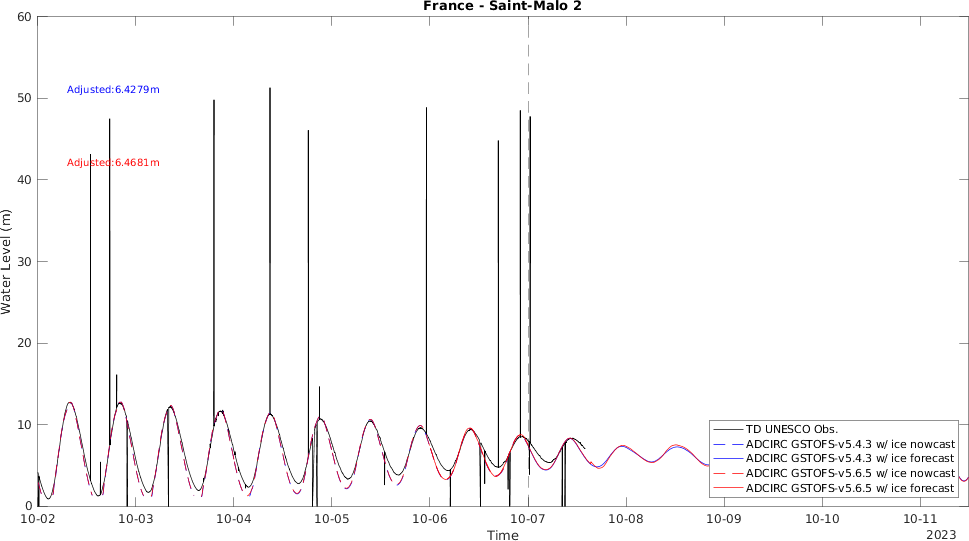 France - Saint-Malo 2
60
50
40
30
20
10
0
Water Level (m)
Adjusted:6.4279m
Adjusted:6.4681m
TD UNESCO Obs.
ADCIRC GSTOFS-v5.4.3 w/ ice nowcast
ADCIRC GSTOFS-v5.4.3 w/ ice forecast
ADCIRC GSTOFS-v5.6.5 w/ ice nowcast
ADCIRC GSTOFS-v5.6.5 w/ ice forecast
10-02 10-03 10-04 10-05 10-06 10-07 10-08 10-09 10-10 10-11
Time
2023